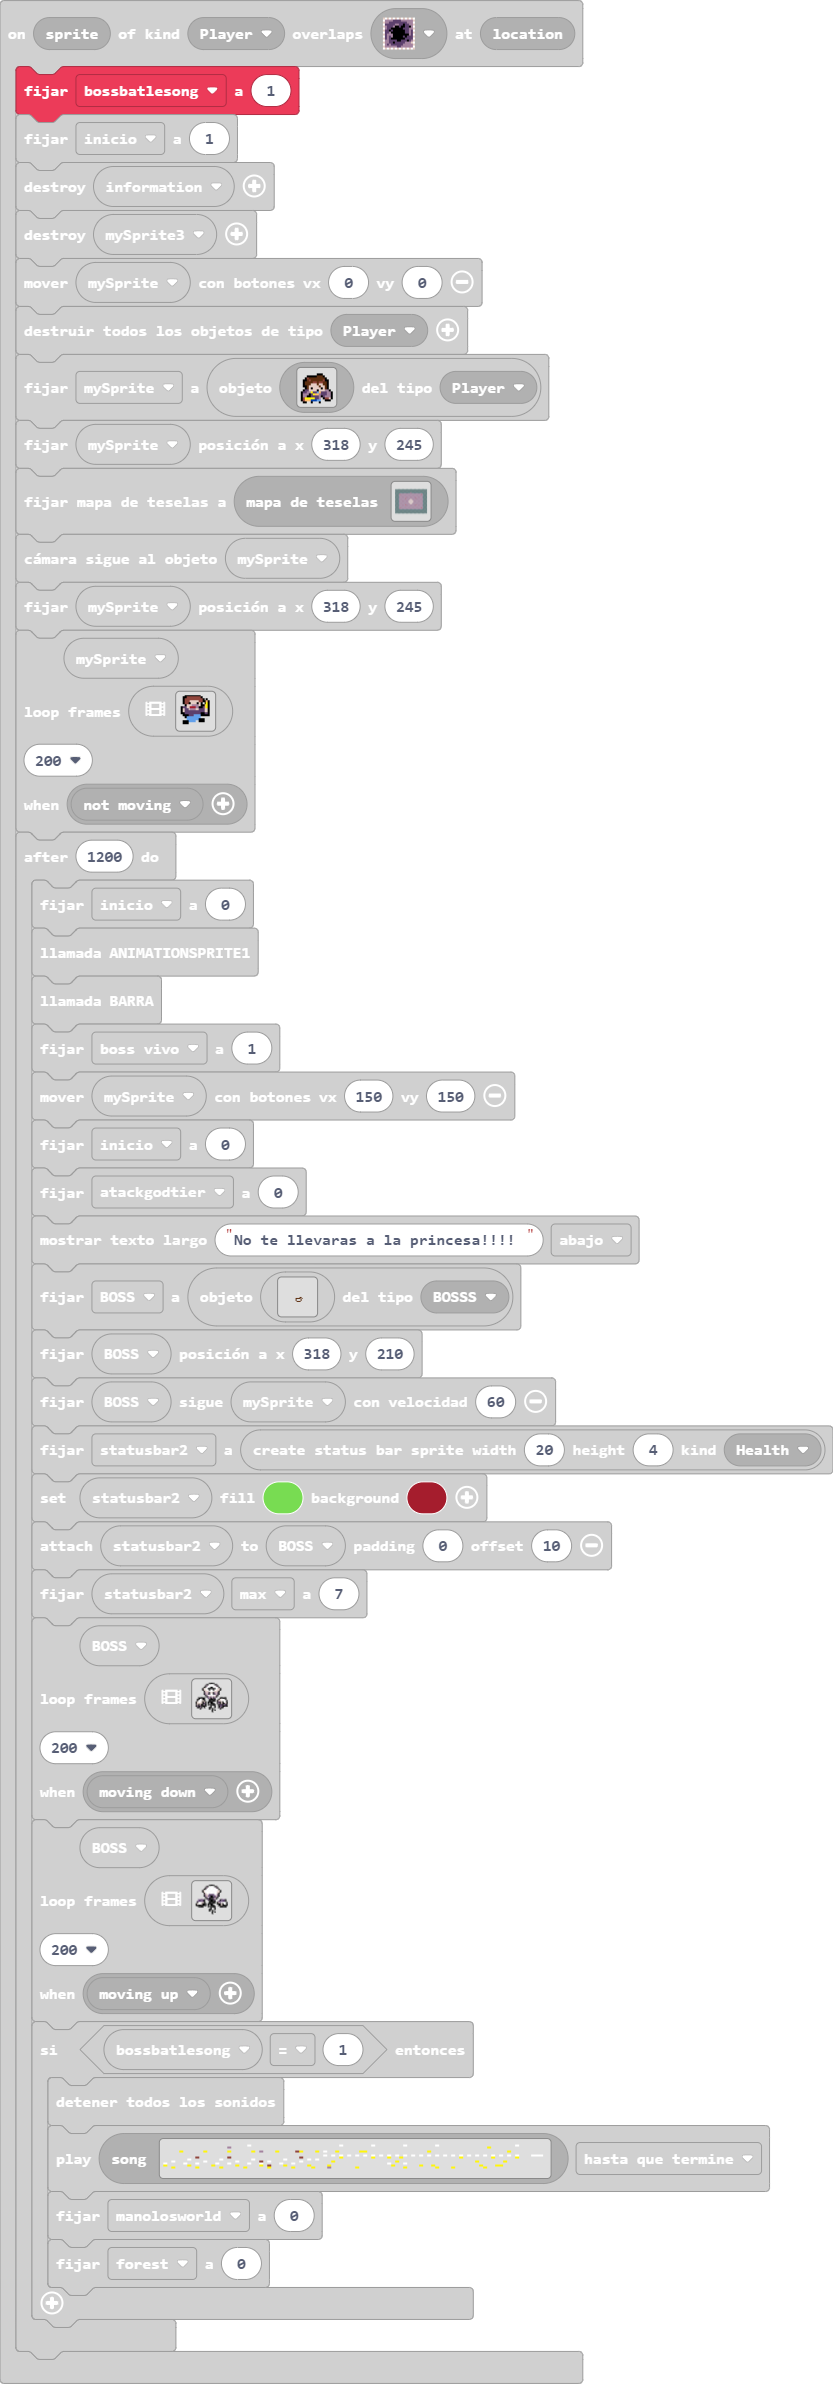 on sprite of kind Player overlaps at location
fijar bossbatlesong a 1
fijar inicio a 1
destroy information
destroy mySprite3
mover mySprite con botones vx 0 vy 0
destruir todos los objetos de tipo Player
fijar mySprite a objeto del tipo Player
fijar mySprite posición a x 318 y 245
fijar mapa de teselas a mapa de teselas
cámara sigue al objeto mySprite
fijar mySprite posición a x 318 y 245
mySprite
loop frames
200
when not moving
after 1200 do
fijar inicio a 0
llamada ANIMATIONSPRITE1
llamada BARRA
fijar boss vivo a 1
mover mySprite con botones vx 150 vy 150
fijar inicio a 0
fijar atackgodtier a 0
mostrar texto largo "No te llevaras a la princesa!!!! " abajo
fijar BOSS a objeto del tipo BOSSS
fijar BOSS posición a x 318 y 210
fijar BOSS sigue mySprite con velocidad 60
fijar statusbar2 a create status bar sprite width 20 height 4 kind Health
set statusbar2 fill background
attach statusbar2 to BOSS padding 0 offset 10
fijar statusbar2 max a 7
BOSS
loop frames
200
when moving down
BOSS
loop frames
200
when moving up
si bossbatlesong = 1 entonces
detener todos los sonidos
play song hasta que termine
fijar manolosworld a 0
fijar forest a 0